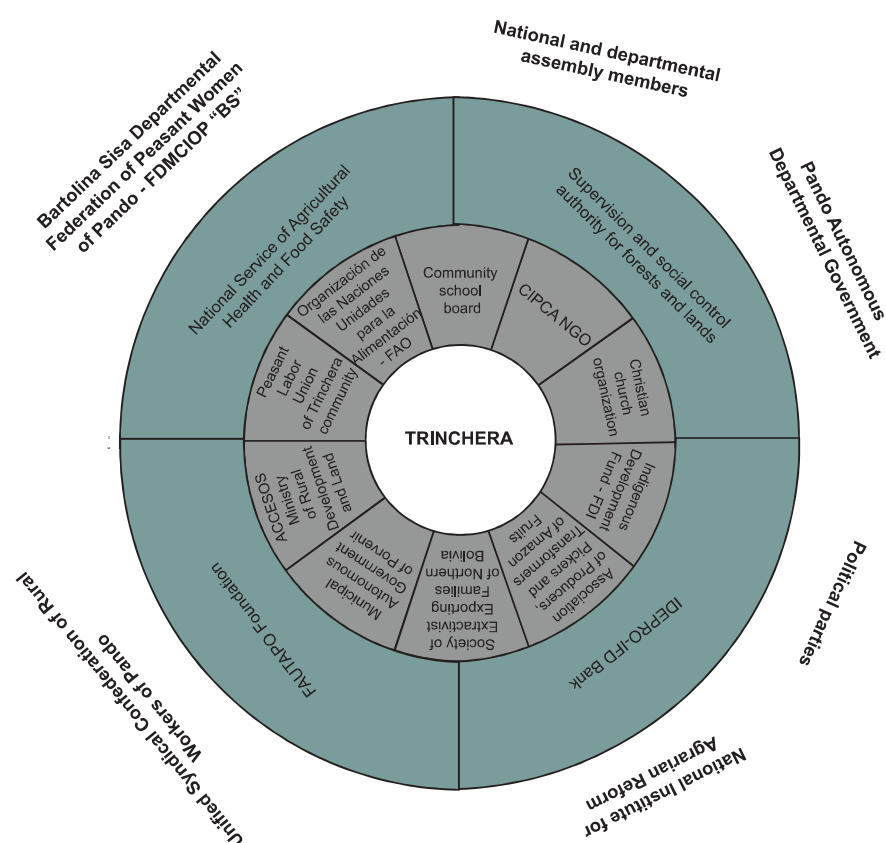 National and departmental
assembly members
Bartolina Sisa Departmental
Federation of Peasant Women
of Pando - FDMCIOP “BS”
Pando Autonomous
Departmental Government
National Service of Agricultural
Health and Food Safety
Supervision and social control
authority for forests and lands
Organización de
las Naciones
Unidades
para la
Alimentación
- FAO
Community
school
board
CIPCA NGO
Peasant
Labor
Union
of Trinchera
community
Christian
church
organization
TRINCHERA
ACCESOS
Ministry
of Rural
Development
and Land
Indigenous
Development
Fund - FDI
Municipal
Autonomous
Government
of Porvenir
Society of
Extractivist
Exporting
Families
of Northern
Bolivia
Association
of Producers,
Pickers and
Transformers
of Amazon
Fruits
FAUTAPO Foundation
IDEPRO-IFD Bank
Political parties
Unified Syndical Confederation of Rural
Workers of Pando
National Institute for
Agrarian Reform